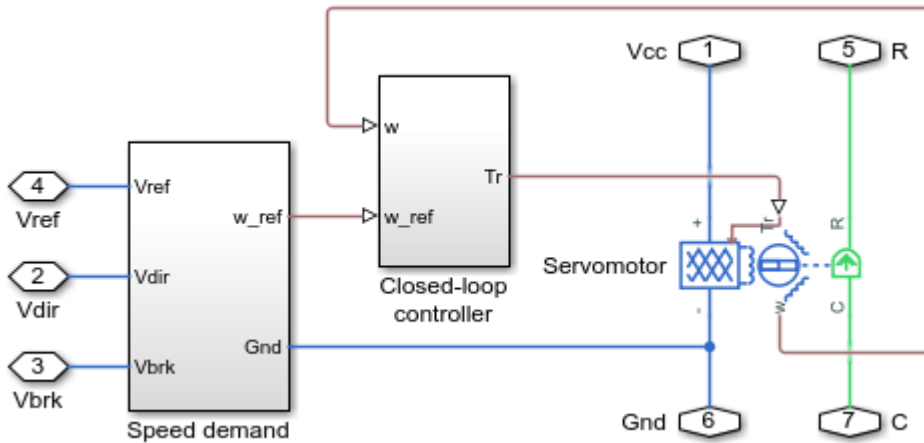 Vcc
1
5
R
w
Tr
w_ref
Closed-loop
controller
4
Vref
Vref
w_ref
2
Vdir
Vdir
3
Vbrk
Vbrk
Gnd
Speed demand
Servomotor
+
-
Tr
w
R
C
Gnd
6
7
C